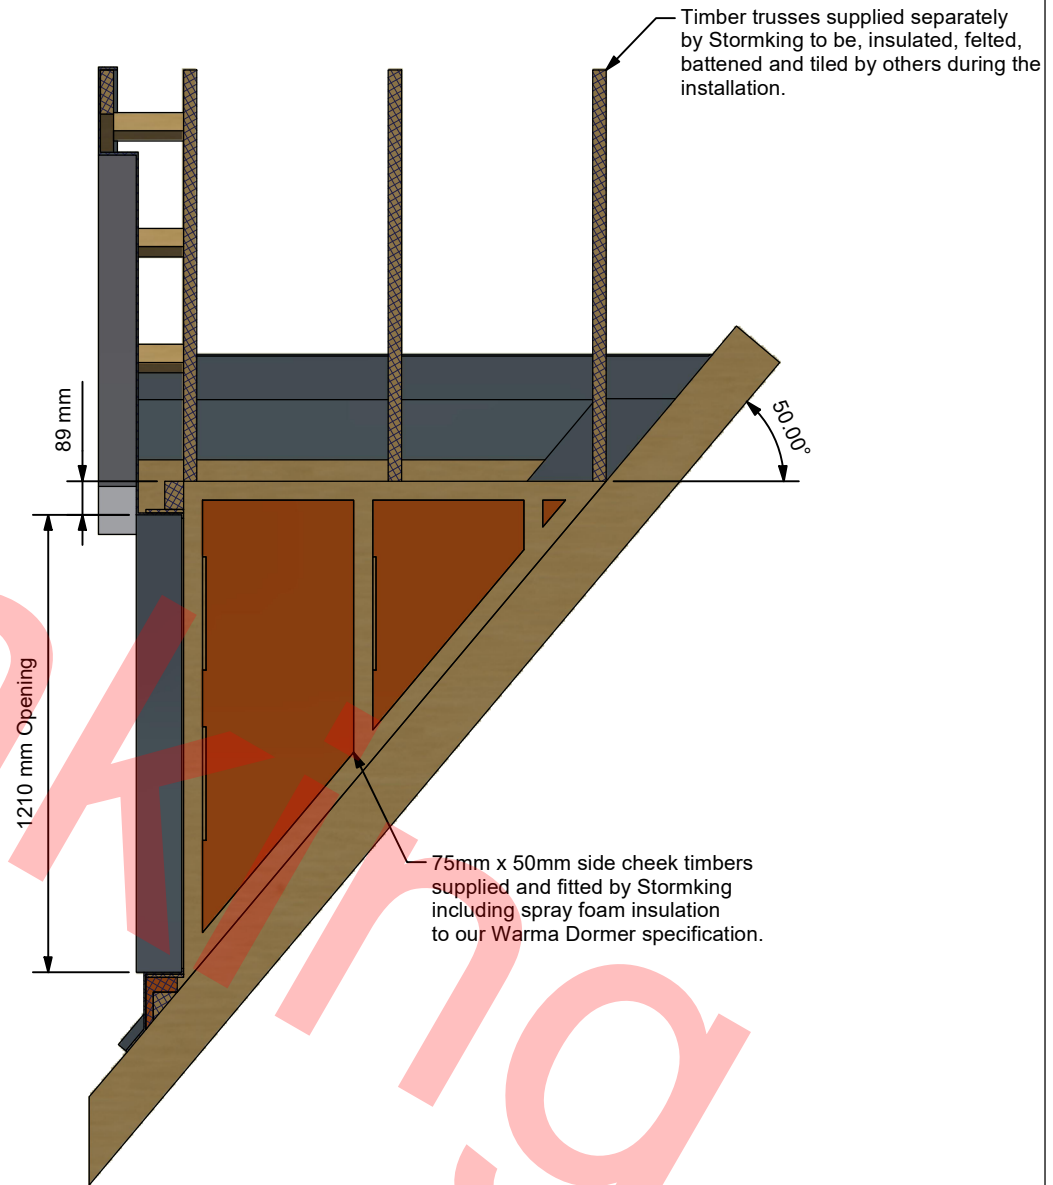 Timber trusses supplied separately
by Stormking to be, insulated, felted,
battened and tiled by others during the
installation.
89 mm
50.00°
1210 mm Opening
75mm x 50mm side cheek timbers
supplied and fitted by Stormking
including spray foam insulation
to our Warma Dormer specification.
king